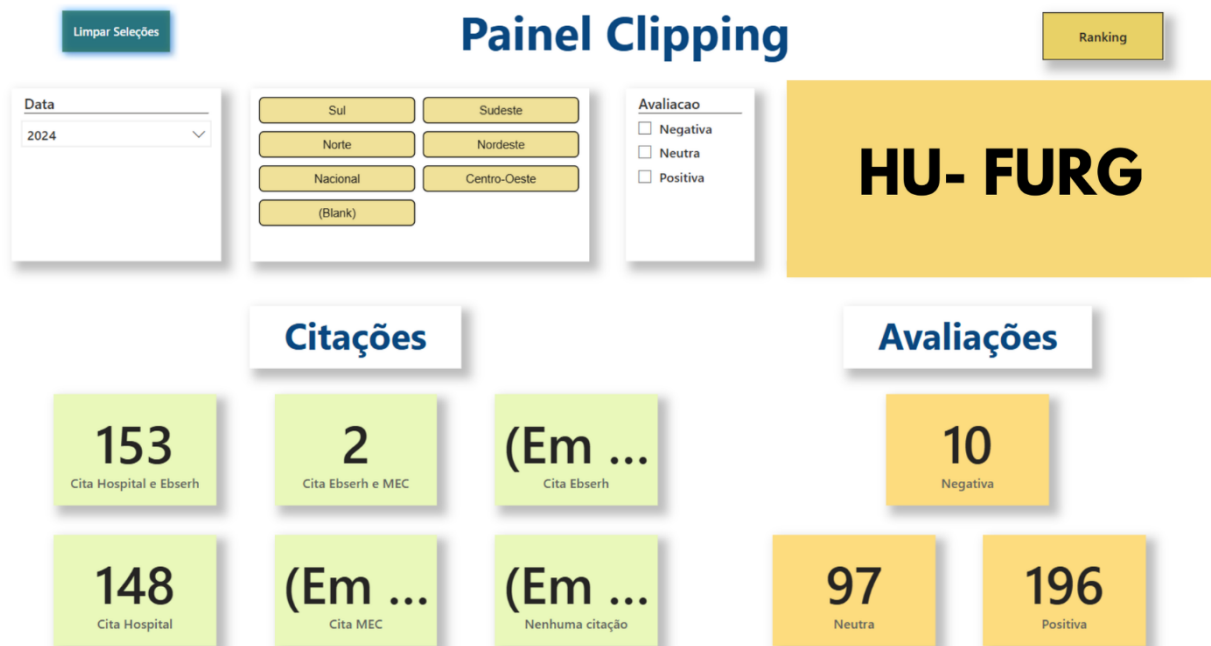 Limpar Seleções
Painel Clipping
Ranking
Data
2024
Sul
Sudeste
Norte
Nordeste
Nacional
Centro-Oeste
(Blank)
Avaliacao
Negativa
Neutra
Positiva
HU- FURG
Citações
Avaliações
153
Cita Hospital e Ebserh
2
Cita Ebserh e MEC
(Em ...
Cita Ebserh
10
Negativa
148
Cita Hospital
(Em ...
Cita MEC
(Em ...
Nenhuma citação
97
Neutra
196
Positiva